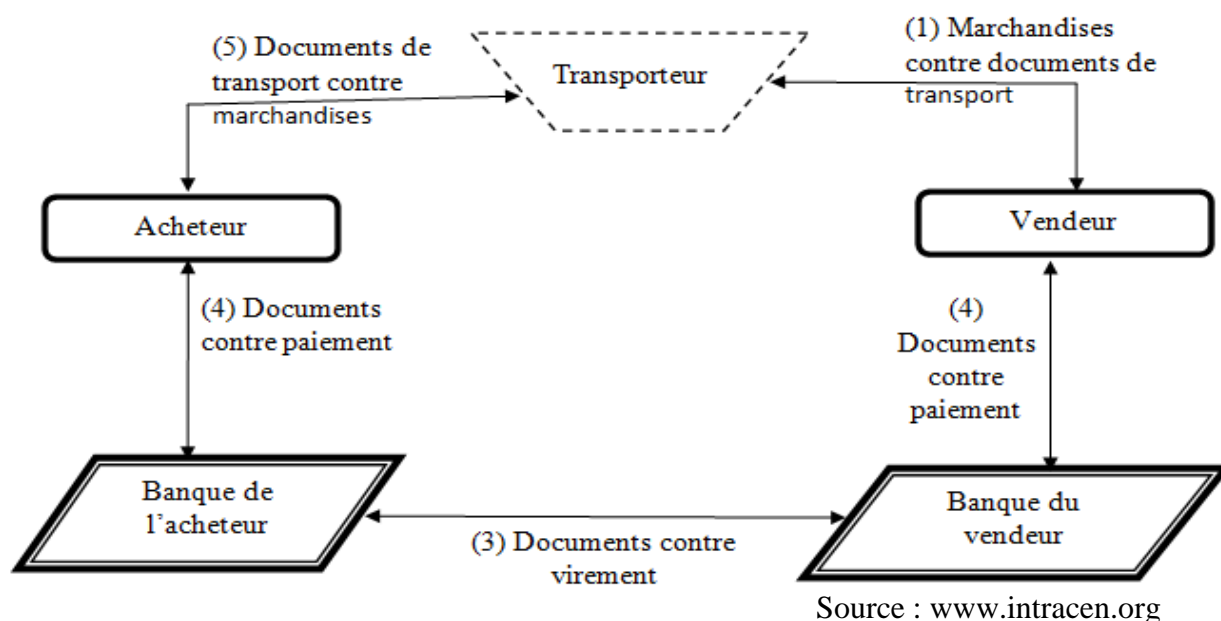 (5) Documents de
transport contre
marchandises
Transporteur
(1) Marchandises
contre documents de
transport
Acheteur
Vendeur
(4) Documents
contre paiement
(4)
Documents
contre
paiement
Banque de
l’acheteur
(3) Documents contre
virement
Banque du
vendeur
Source : www.intracen.org